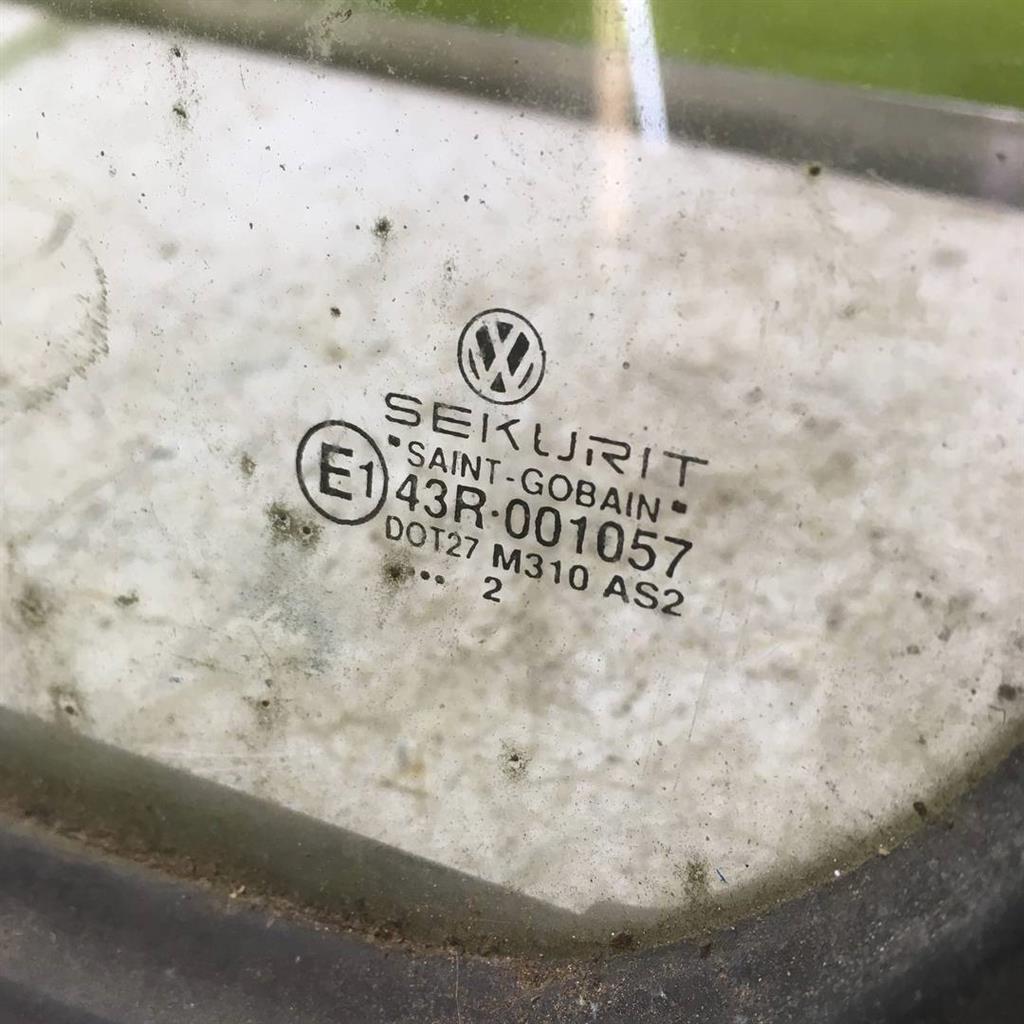 SEKURIT
SAINT-GOBAIN
E1 43R-001057
DOT27 M310 AS2
•• 2